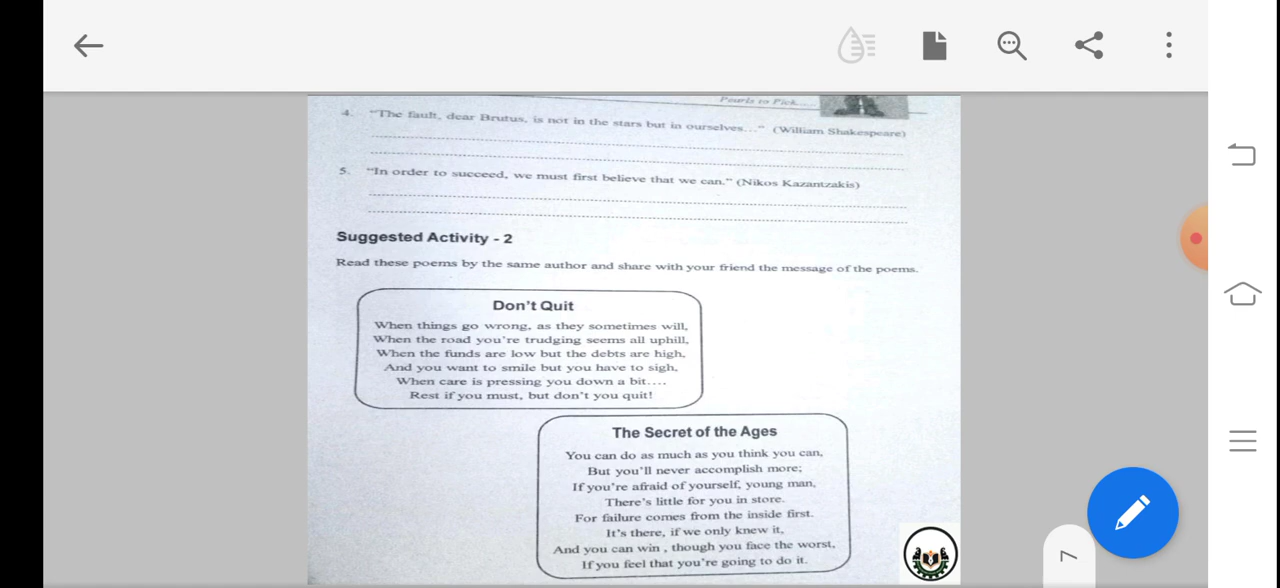 Pearls to Pick...
4. "The fault, dear Brutus, is not in the stars but in ourselves..." (William Shakespeare)
5. "In order to succeed, we must first believe that we can." (Nikos Kazantzakis)
Suggested Activity - 2
Read these poems by the same author and share with your friend the message of the poems.
Don't Quit
When things go wrong, as they sometimes will,
When the road you're trudging seems all uphill,
When the funds are low but the debts are high,
And you want to smile but you have to sigh,
When care is pressing you down a bit....
Rest if you must, but don't you quit!
The Secret of the Ages
You can do as much as you think you can,
But you'll never accomplish more;
If you're afraid of yourself, young man,
There's little for you in store.
For failure comes from the inside first.
It's there, if we only knew it,
And you can win , though you face the worst,
If you feel that you're going to do it.
7